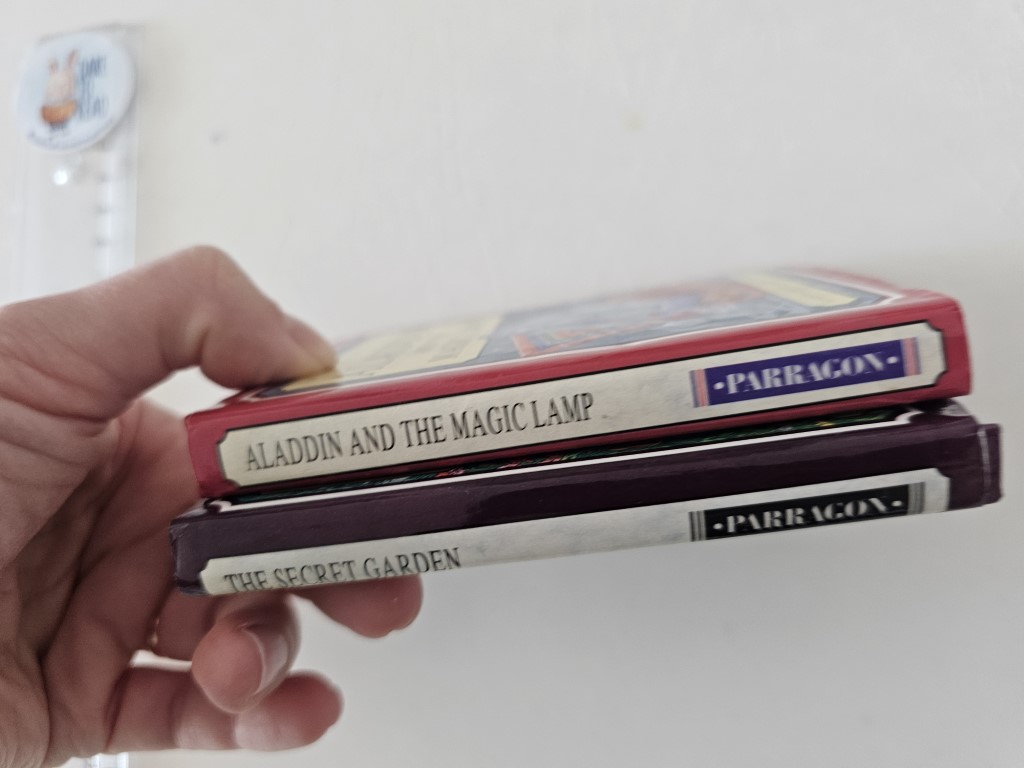 ALADDIN AND THE MAGIC LAMP
·PARRAGON·
THE SECRET GARDEN
·PARRAGON·